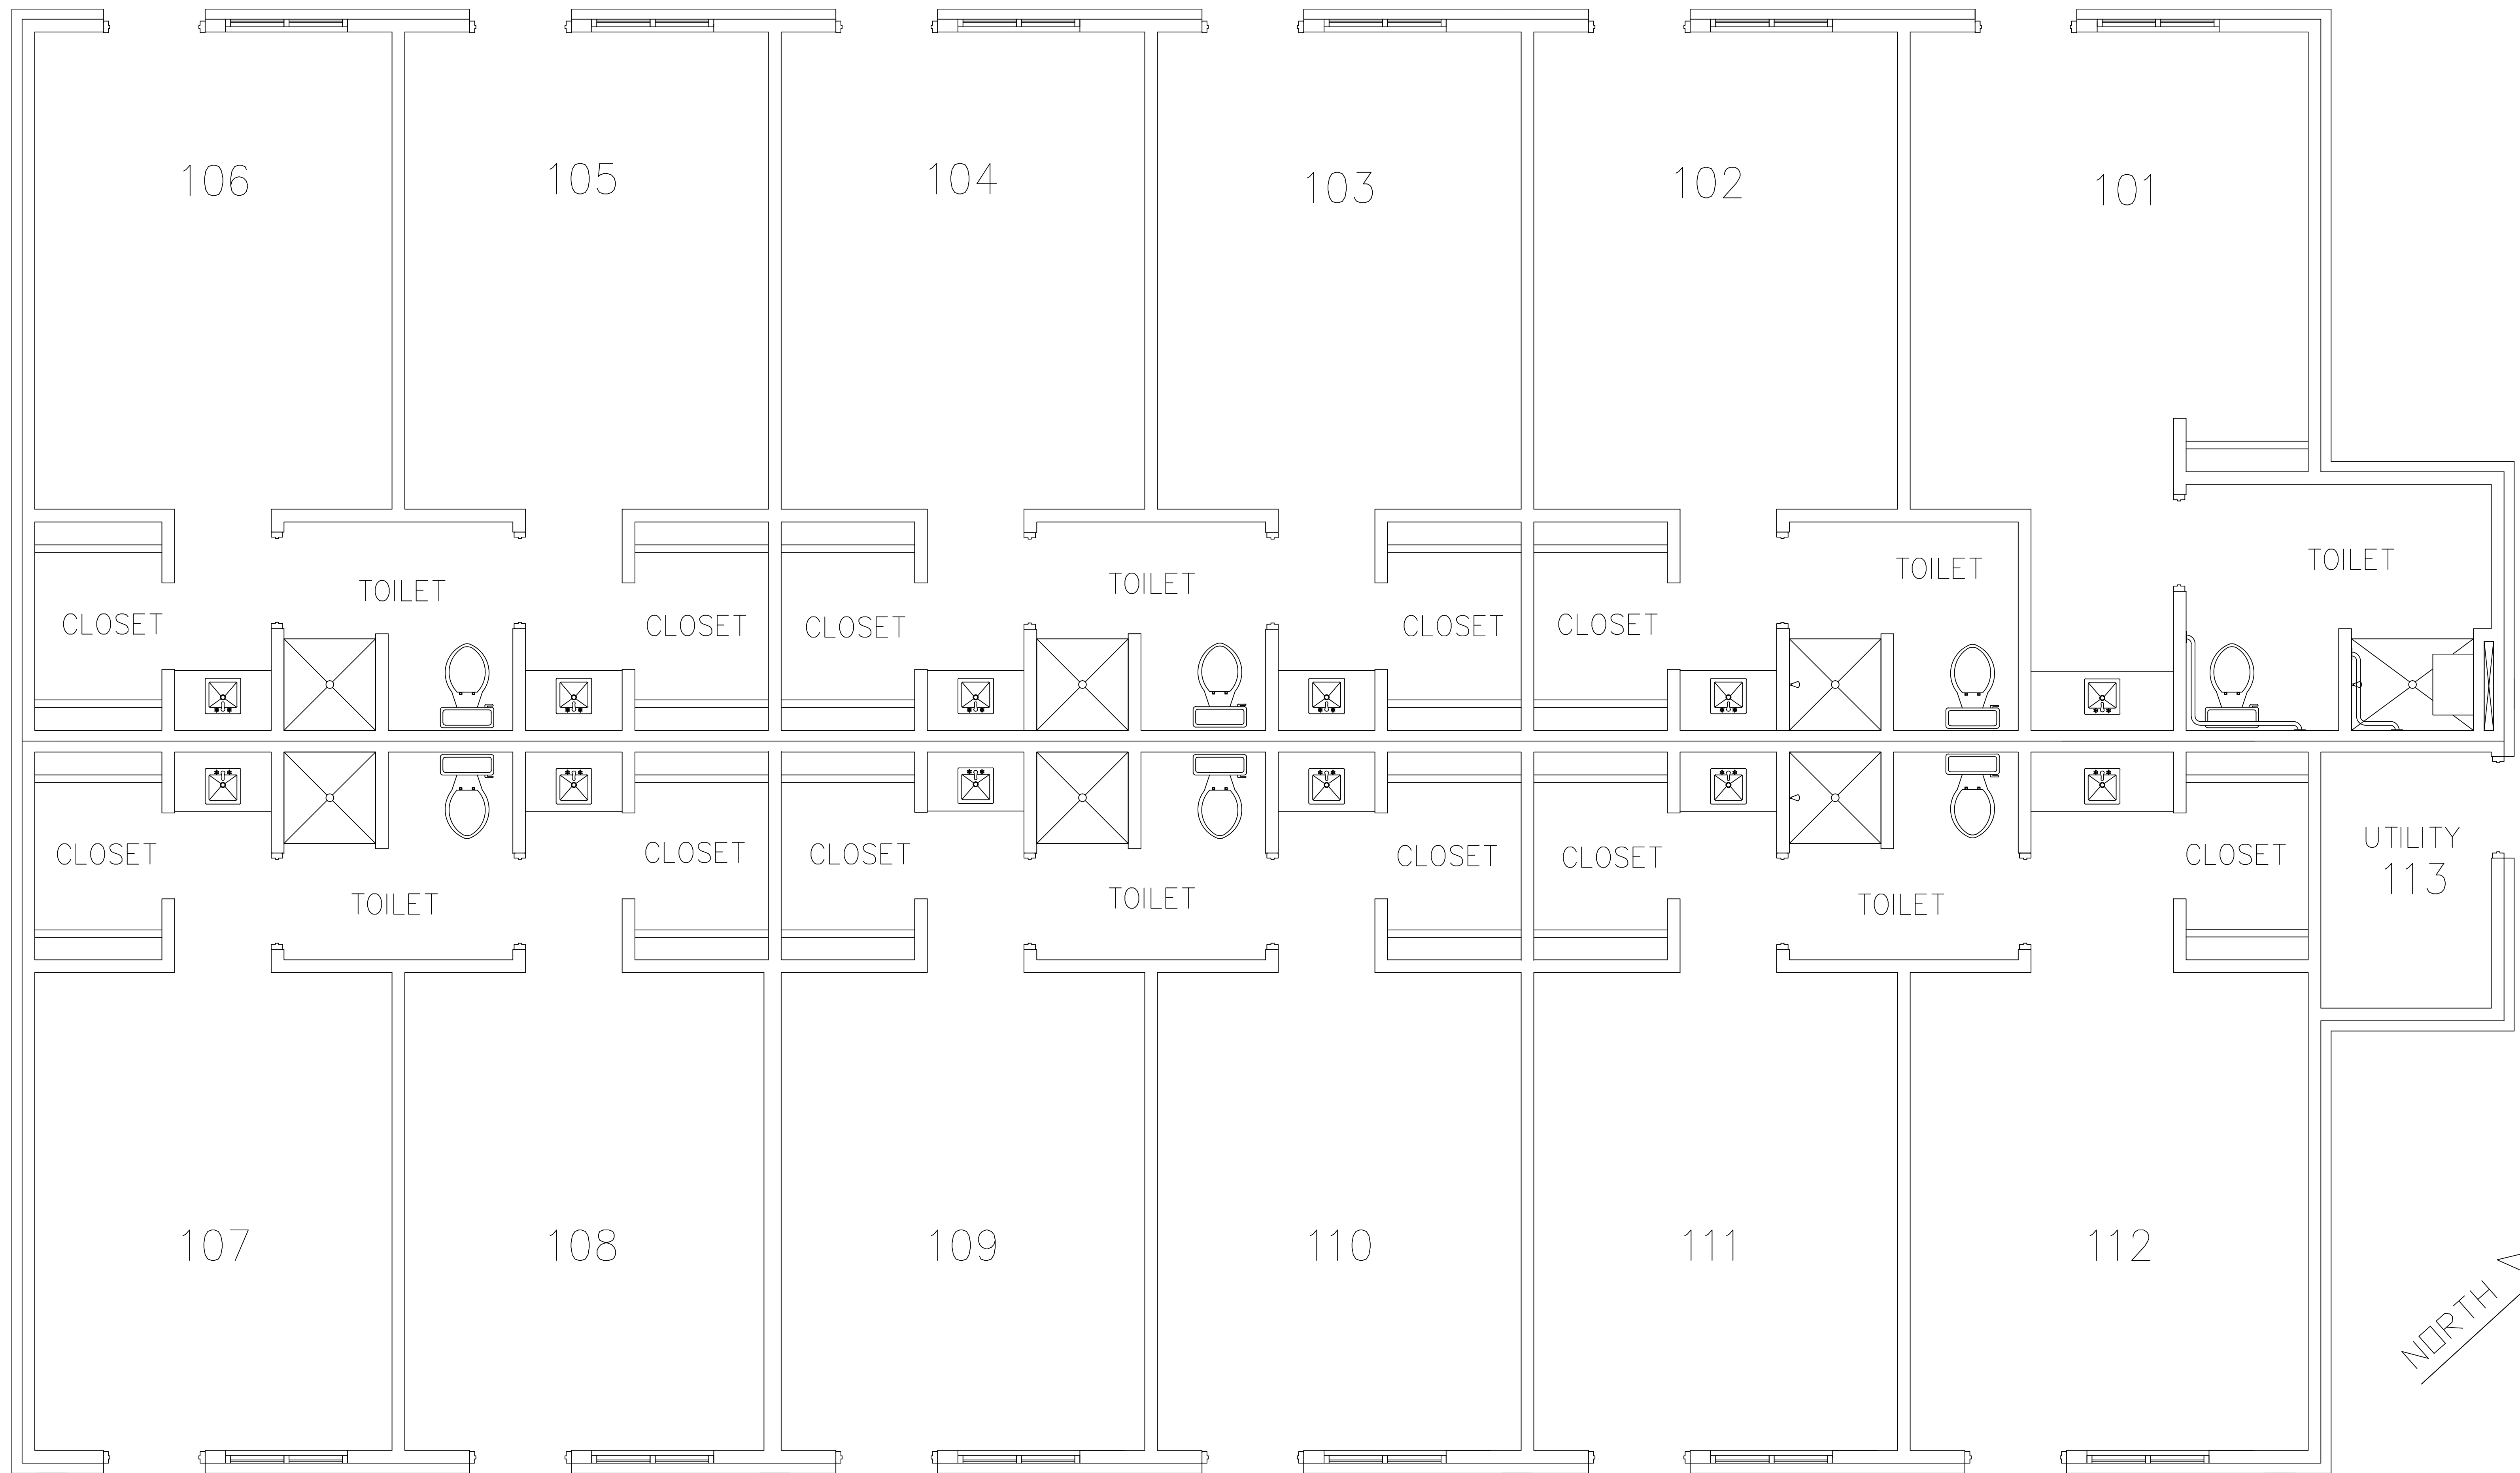 106
105
104
103
102
101
TOILET
TOILET
TOILET
TOILET
CLOSET
CLOSET
CLOSET
CLOSET
CLOSET
CLOSET
CLOSET
CLOSET
CLOSET
CLOSET
CLOSET
UTILITY
113
TOILET
TOILET
TOILET
107
108
109
110
111
112
NORTH